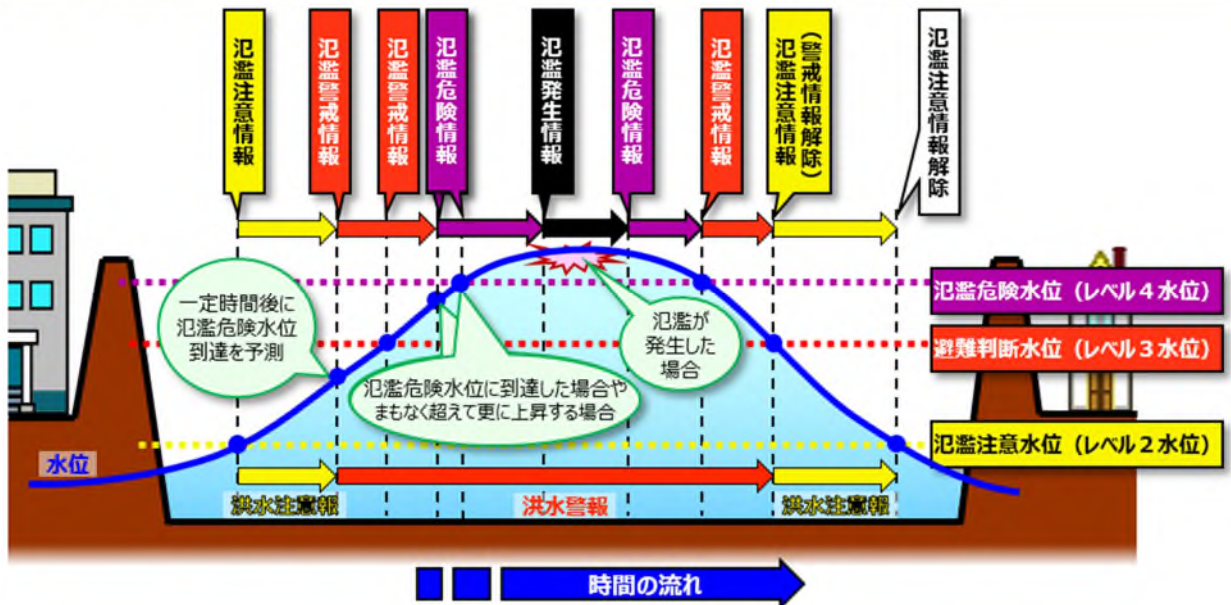 氾濫注意情報
氾濫警戒情報
氾濫警戒情報
氾濫危険情報
氾濫発生情報
氾濫危険情報
氾濫警戒情報
(警戒情報解除)
氾濫注意情報
氾濫注意情報解除
一定時間後に
氾濫危険水位
到達を予測
氾濫危険水位に到達した場合や
まもなく超えて更に上昇する場合
氾濫が
発生した
場合
氾濫危険水位（レベル４水位）
避難判断水位（レベル３水位）
氾濫注意水位（レベル２水位）
水位
洪水注意報
洪水警報
洪水注意報
時間の流れ